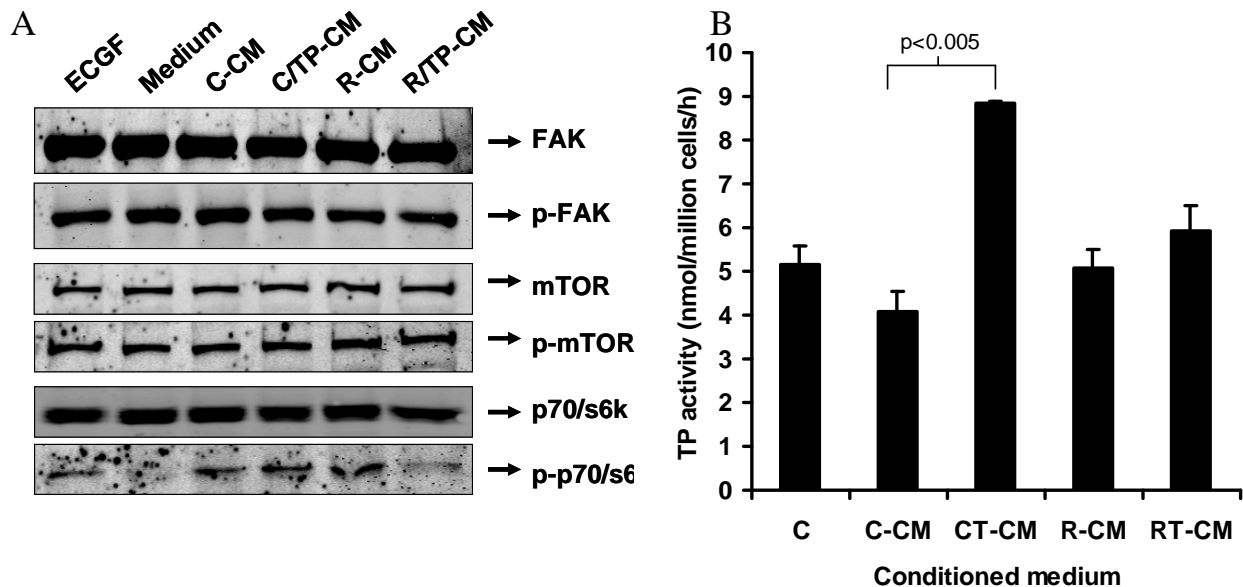 A
ECGF
Medium
C-CM
C/TP-CM
R-CM
R/TP-CM
FAK
p-FAK
mTOR
p-mTOR
p70/s6k
p-p70/s6
B
p<0.005
TP activity (nmol/million cells/h)
10
9
8
7
6
5
4
3
2
1
0
C
C-CM
CT-CM
R-CM
RT-CM
Conditioned medium